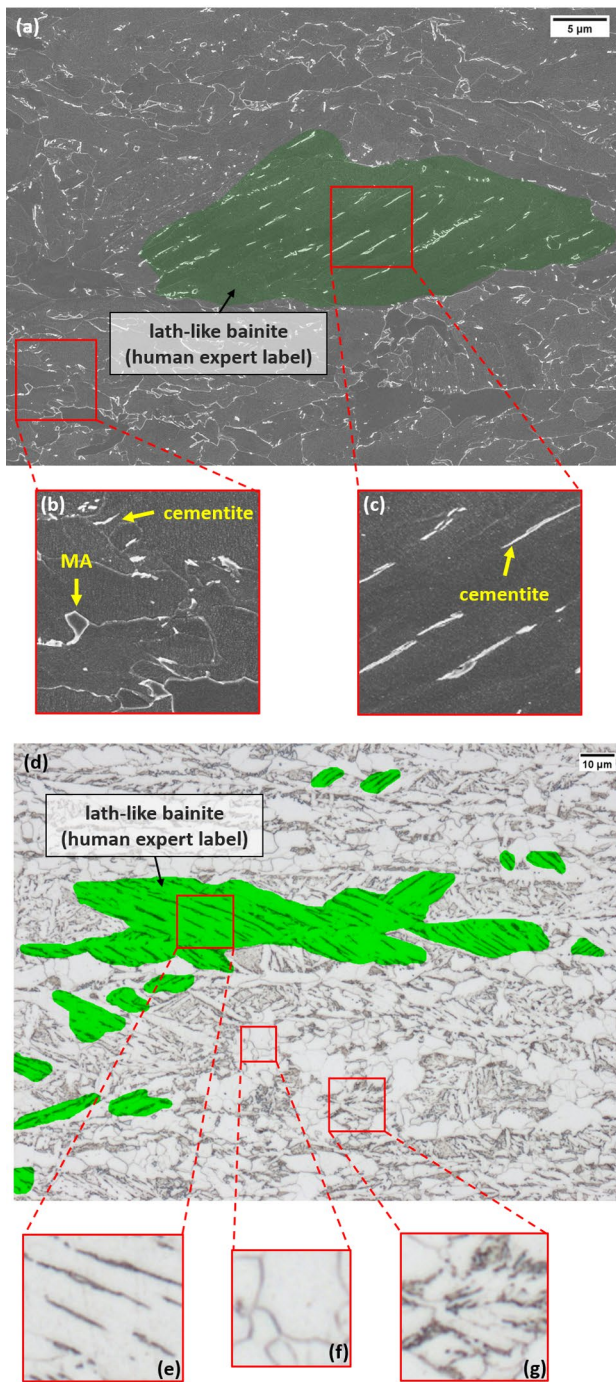 (a)
5 μm
lath-like bainite
(human expert label)
(b)
cementite
MA
(c)
cementite
(d)
10 μm
lath-like bainite
(human expert label)
(e)
(f)
(g)